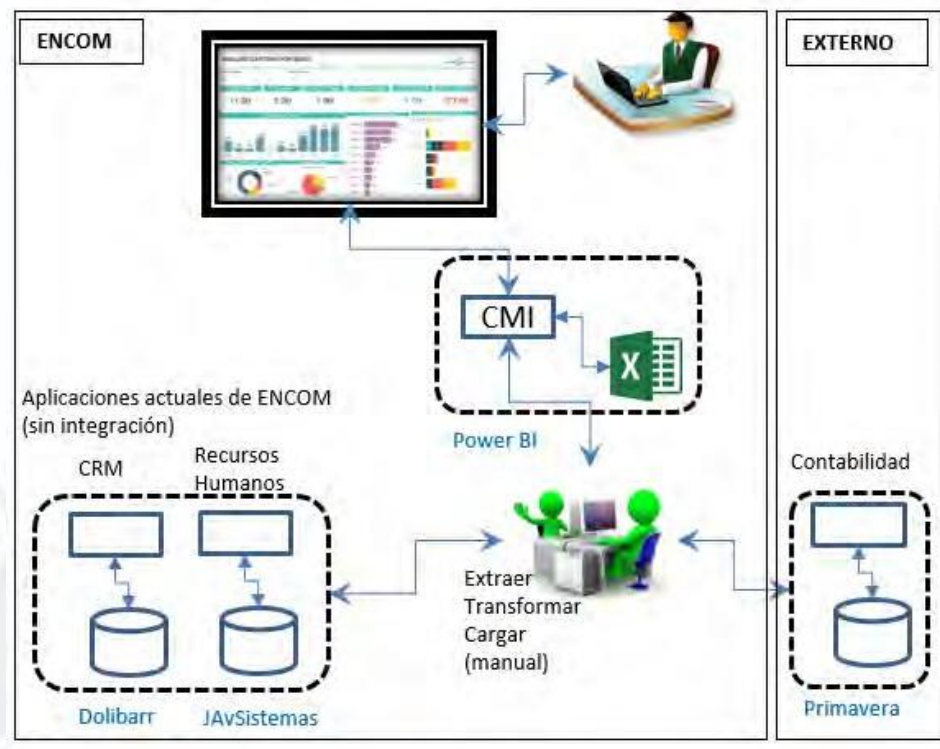 ENCOM
EXTERNO
CMI
X
Power BI
Aplicaciones actuales de ENCOM
(sin integración)
CRM
Recursos
Humanos
Contabilidad
Extraer
Transformar
Cargar
(manual)
Dolibarr
JAvSistemas
Primavera